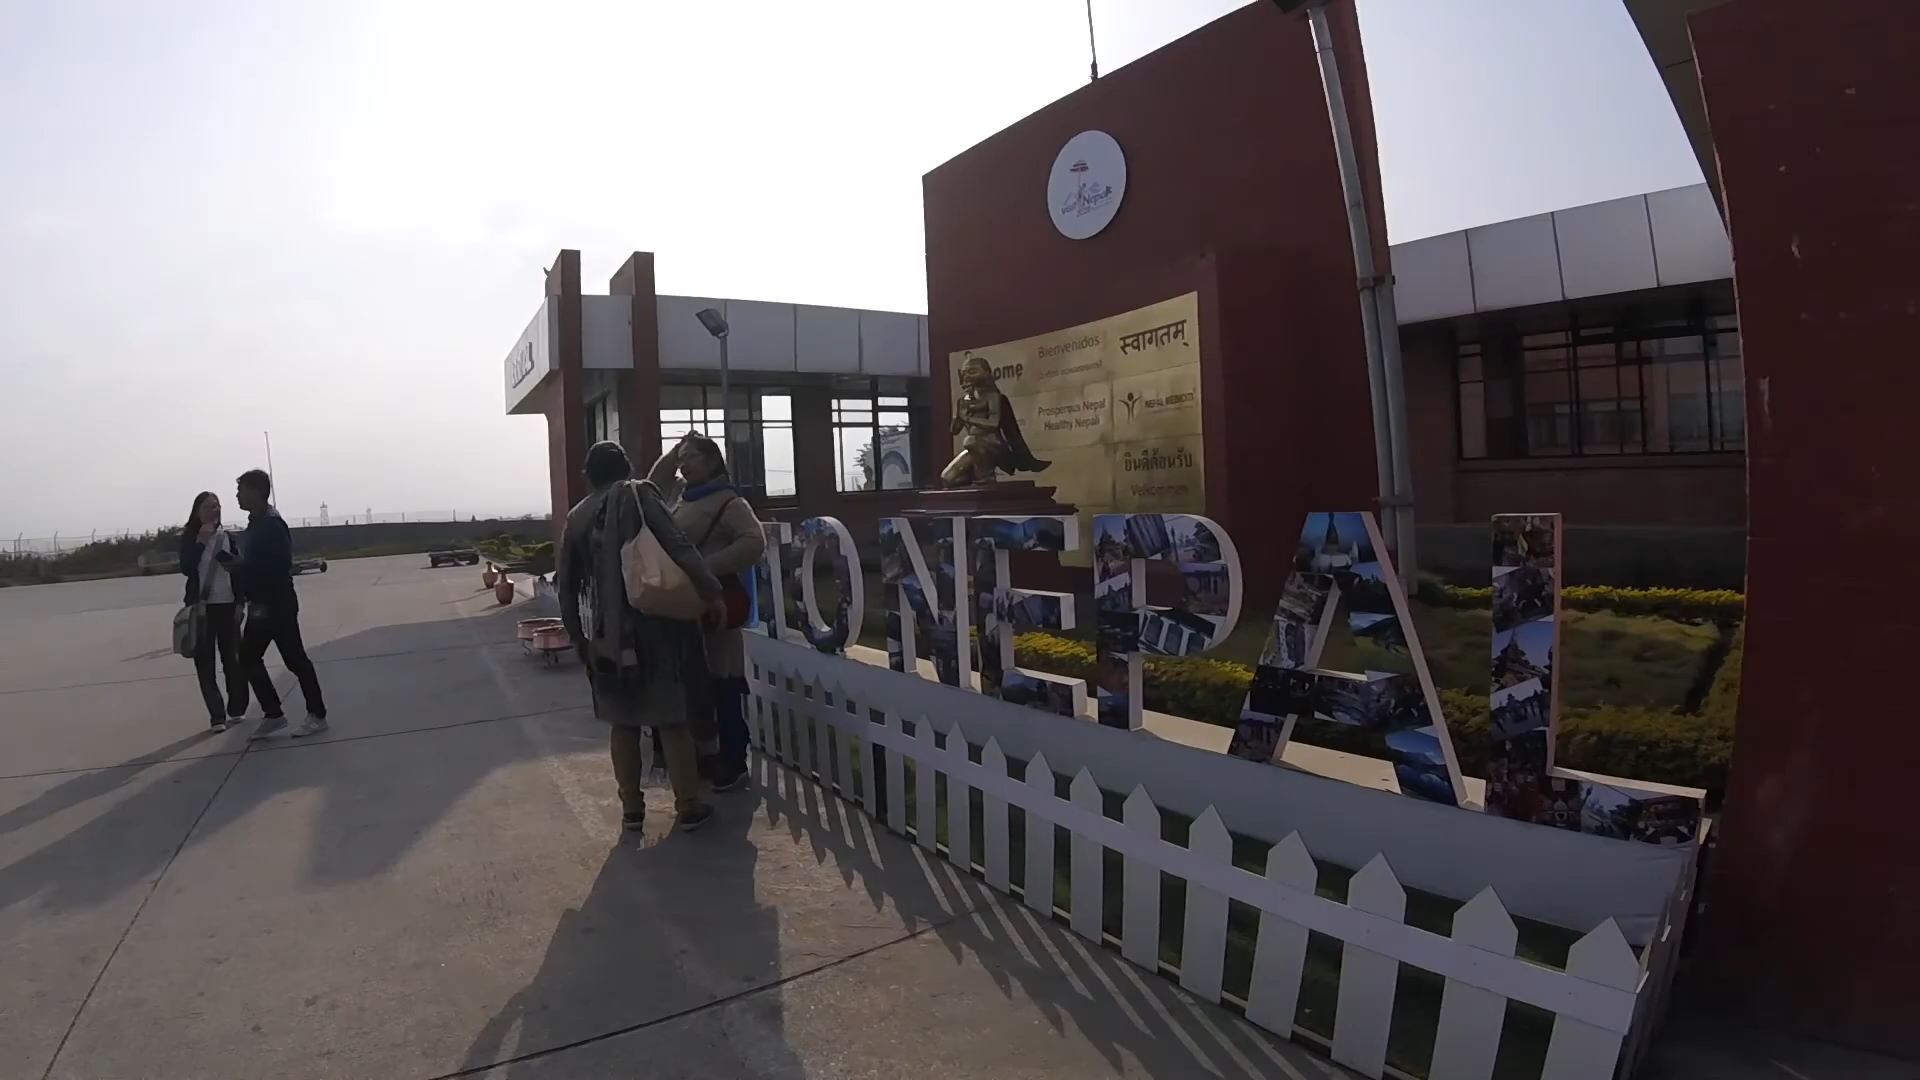 Visit
Nepal
Bienvenidos
स्वागतम्
Prosperous Nepal
Healthy Nepal
NEPAL MEDICITI
ยินดีต้อนรับ
Velkommen
TO NEPAL